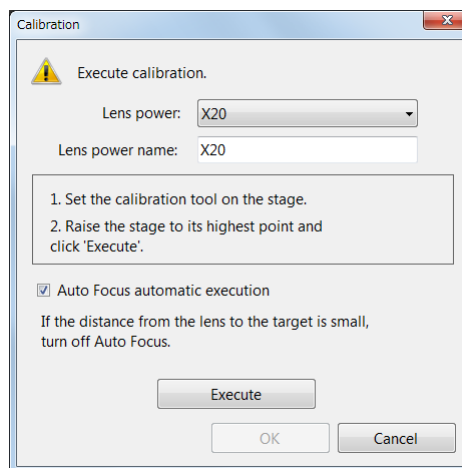 Calibration
Execute calibration.
Lens power: X20
Lens power name: X20
1. Set the calibration tool on the stage.
2. Raise the stage to its highest point and
click 'Execute'.
Auto Focus automatic execution
If the distance from the lens to the target is small,
turn off Auto Focus.
Execute
OK Cancel